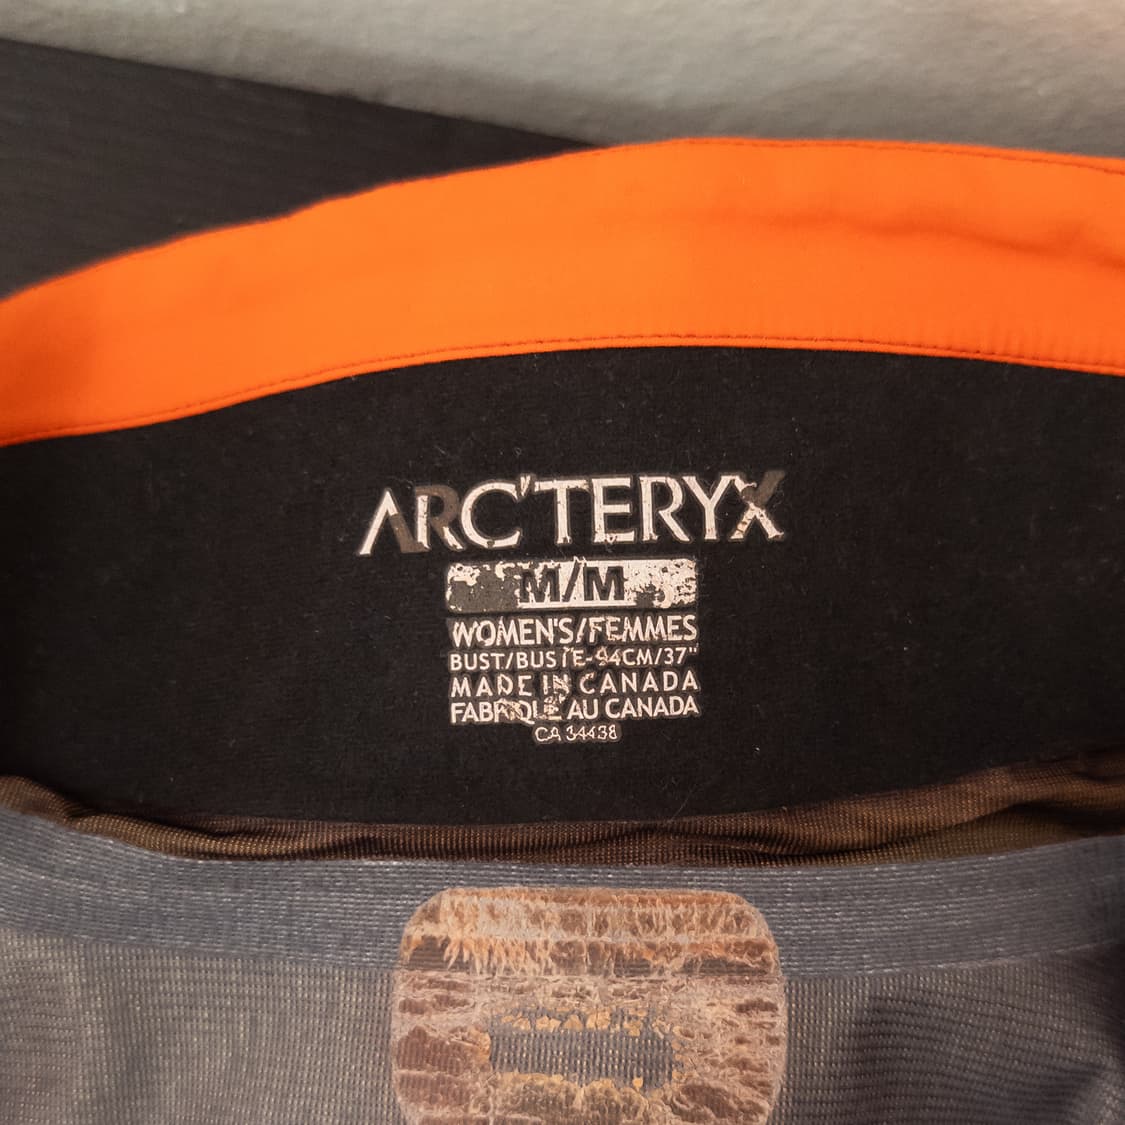 ARC'TERYX
M/M
WOMEN'S/FEMMES
BUST/BUSTE-94CM/37"
MADE IN CANADA
FABRIQUÉ AU CANADA
CA 34438